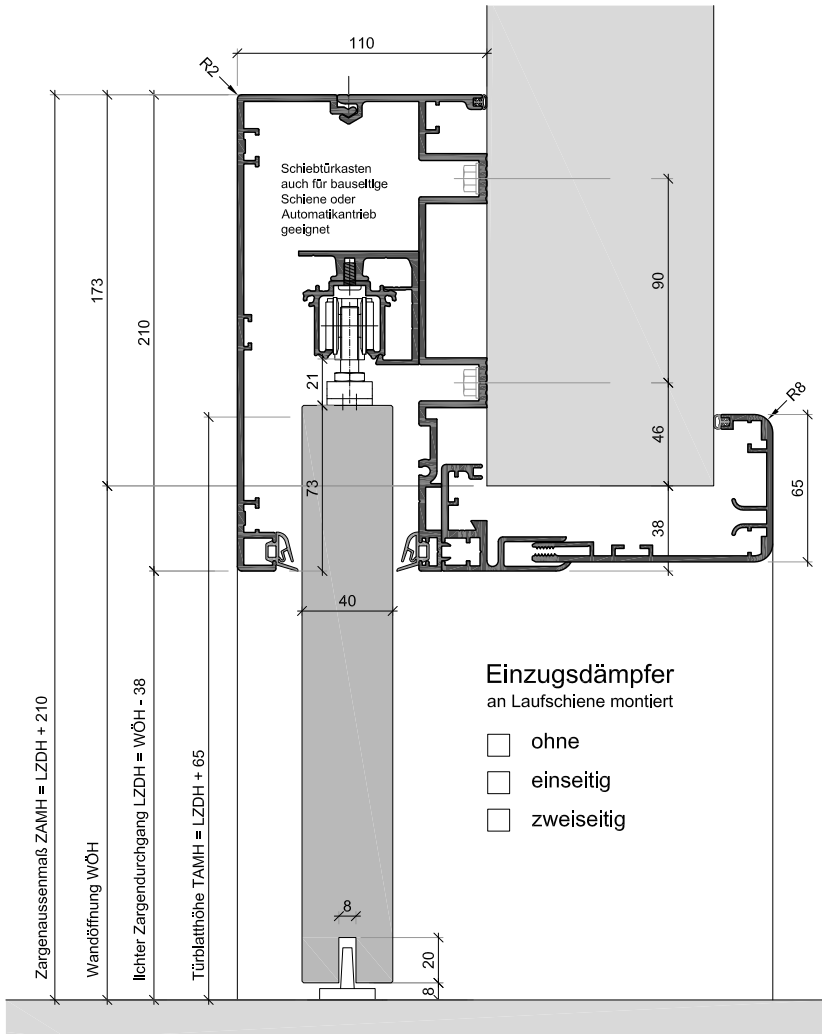 110
R2
Schiebtürkasten
auch für bauseitige
Schiene oder
Automatikantrieb
geeignet
173
210
90
21
R8
46
73
65
38
40
Einzugsdämpfer
an Laufschiene montiert
ohne
einseitig
zweiseitig
Zargenaussenmaß ZAMH = LZDH + 210
Wandöffnung WÖH
lichter Zargendurchgang LZDH = WÖH - 38
Türblatthöhe TAMH = LZDH + 65
8
20
8